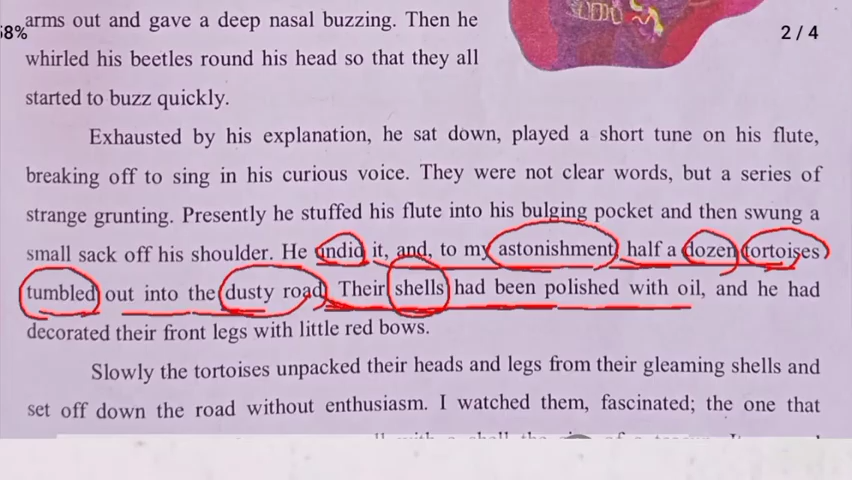 arms out and gave a deep nasal buzzing. Then he
58%
2 / 4
whirled his beetles round his head so that they all
started to buzz quickly.
Exhausted by his explanation, he sat down, played a short tune on his flute,
breaking off to sing in his curious voice. They were not clear words, but a series of
strange grunting. Presently he stuffed his flute into his bulging pocket and then swung a
small sack off his shoulder. He undid it, and, to my astonishment, half a dozen tortoises
tumbled out into the dusty road. Their shells had been polished with oil, and he had
decorated their front legs with little red bows.
Slowly the tortoises unpacked their heads and legs from their gleaming shells and
set off down the road without enthusiasm. I watched them, fascinated; the one that